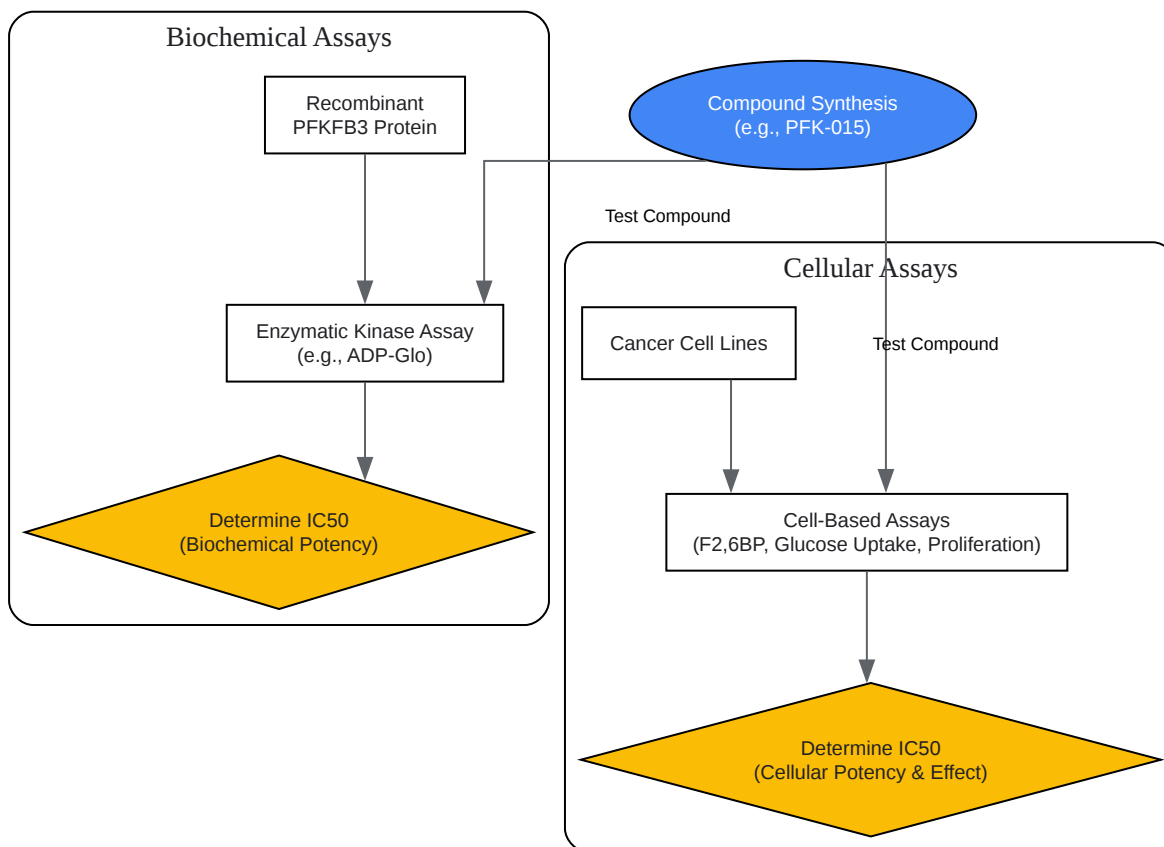 Biochemical Assays
Recombinant
PFKFB3 Protein
Compound Synthesis
(e.g., PFK-015)
Test Compound
Enzymatic Kinase Assay
(e.g., ADP-Glo)
Determine IC50
(Biochemical Potency)
Cellular Assays
Cancer Cell Lines
Test Compound
Cell-Based Assays
(F2,6BP, Glucose Uptake, Proliferation)
Determine IC50
(Cellular Potency & Effect)